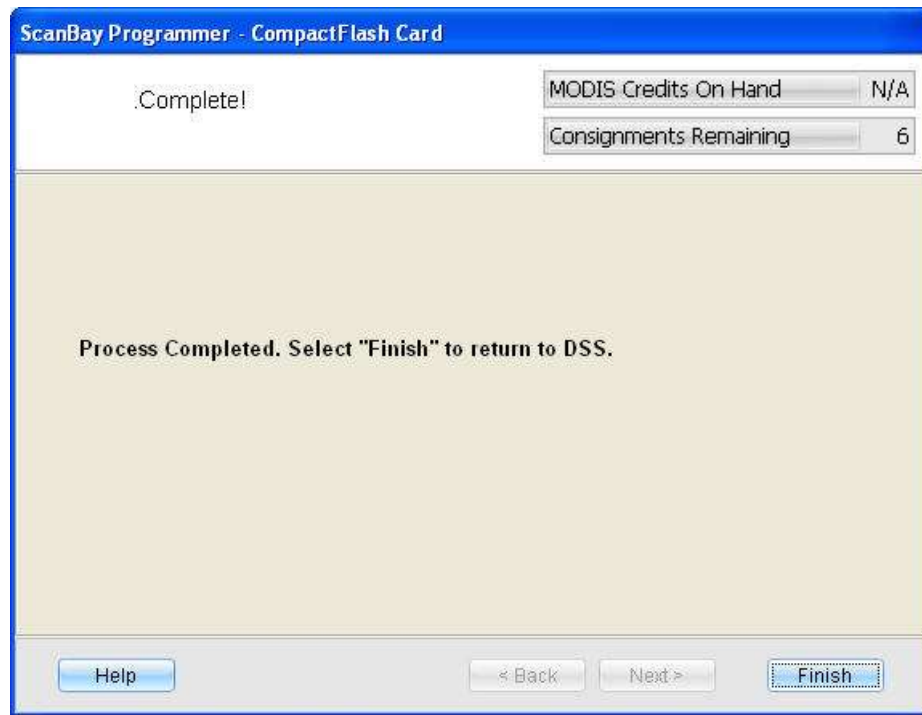 ScanBay Programmer - CompactFlash Card
.Complete!
MODIS Credits On Hand N/A
Consignments Remaining 6
Process Completed. Select "Finish" to return to DSS.
Help < Back Next > Finish